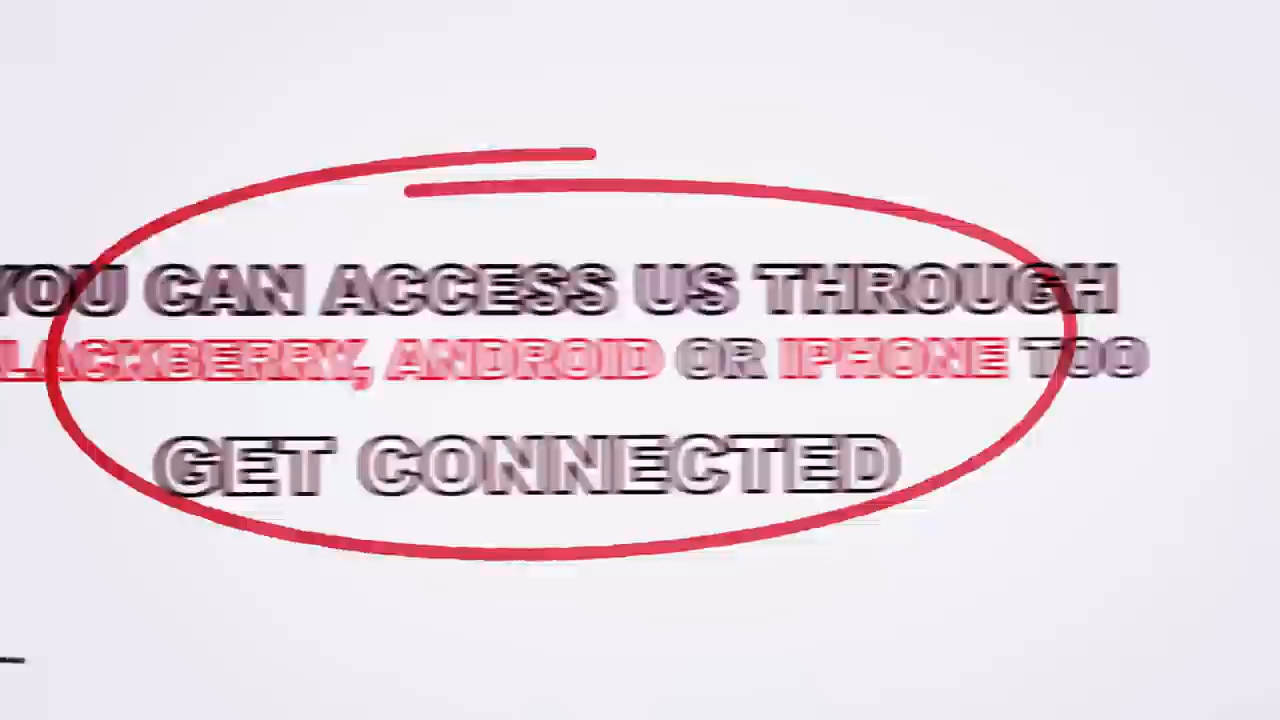 YOU CAN ACCESS US THROUGH
LACKBERRY, ANDROID OR IPHONE TOO
GET CONNECTED